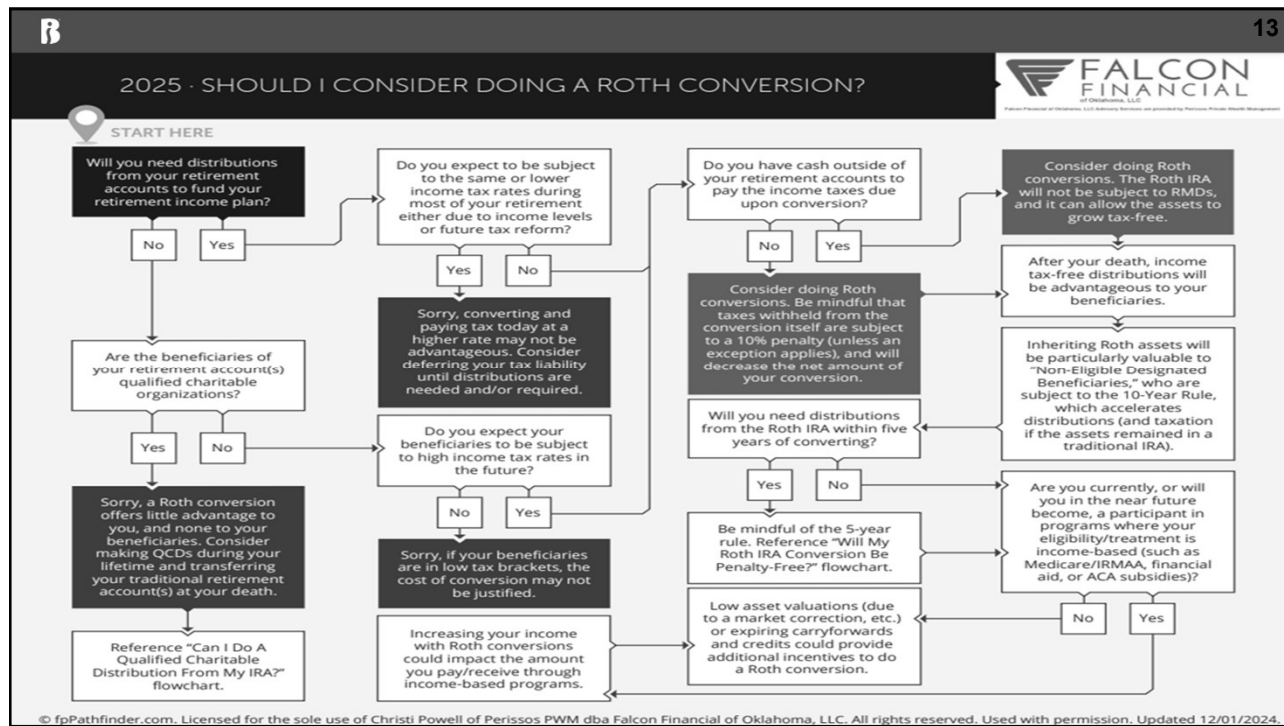 13
2025 · SHOULD I CONSIDER DOING A ROTH CONVERSION?
FALCON
FINANCIAL
of Oklahoma, LLC
Falcon Financial of Oklahoma, LLC Advisory Services are provided by Perissos Private Wealth Management
START HERE
Will you need distributions
from your retirement
accounts to fund your
retirement income plan?
No
Yes
Are the beneficiaries of
your retirement account(s)
qualified charitable
organizations?
Yes
No
Sorry, a Roth conversion
offers little advantage to
you, and none to your
beneficiaries. Consider
making QCDs during your
lifetime and transferring
your traditional retirement
account(s) at your death.
Reference “Can I Do A
Qualified Charitable
Distribution From My IRA?”
flowchart.
Do you expect to be subject
to the same or lower
income tax rates during
most of your retirement
either due to income levels
or future tax reform?
Yes
No
Sorry, converting and
paying tax today at a
higher rate may not be
advantageous. Consider
deferring your tax liability
until distributions are
needed and/or required.
Do you expect your
beneficiaries to be subject
to high income tax rates in
the future?
No
Yes
Sorry, if your beneficiaries
are in low tax brackets, the
cost of conversion may not
be justified.
Increasing your income
with Roth conversions
could impact the amount
you pay/receive through
income-based programs.
Do you have cash outside of
your retirement accounts to
pay the income taxes due
upon conversion?
No
Yes
Consider doing Roth
conversions. Be mindful that
taxes withheld from the
conversion itself are subject
to a 10% penalty (unless an
exception applies), and will
decrease the net amount of
your conversion.
Will you need distributions
from the Roth IRA within five
years of converting?
Yes
No
Be mindful of the 5-year
rule. Reference “Will My
Roth IRA Conversion Be
Penalty-Free?” flowchart.
Low asset valuations (due
to a market correction, etc.)
or expiring carryforwards
and credits could provide
additional incentives to do
a Roth conversion.
Consider doing Roth
conversions. The Roth IRA
will not be subject to RMDs,
and it can allow the assets to
grow tax-free.
After your death, income
tax-free distributions will
be advantageous to your
beneficiaries.
Inheriting Roth assets will
be particularly valuable to
“Non-Eligible Designated
Beneficiaries,” who are
subject to the 10-Year Rule,
which accelerates
distributions (and taxation
if the assets remained in a
traditional IRA).
Are you currently, or will
you in the near future
become, a participant in
programs where your
eligibility/treatment is
income-based (such as
Medicare/IRMAA, financial
aid, or ACA subsidies)?
No
Yes
© fpPathfinder.com. Licensed for the sole use of Christi Powell of Perissos PWM dba Falcon Financial of Oklahoma, LLC. All rights reserved. Used with permission. Updated 12/01/2024.